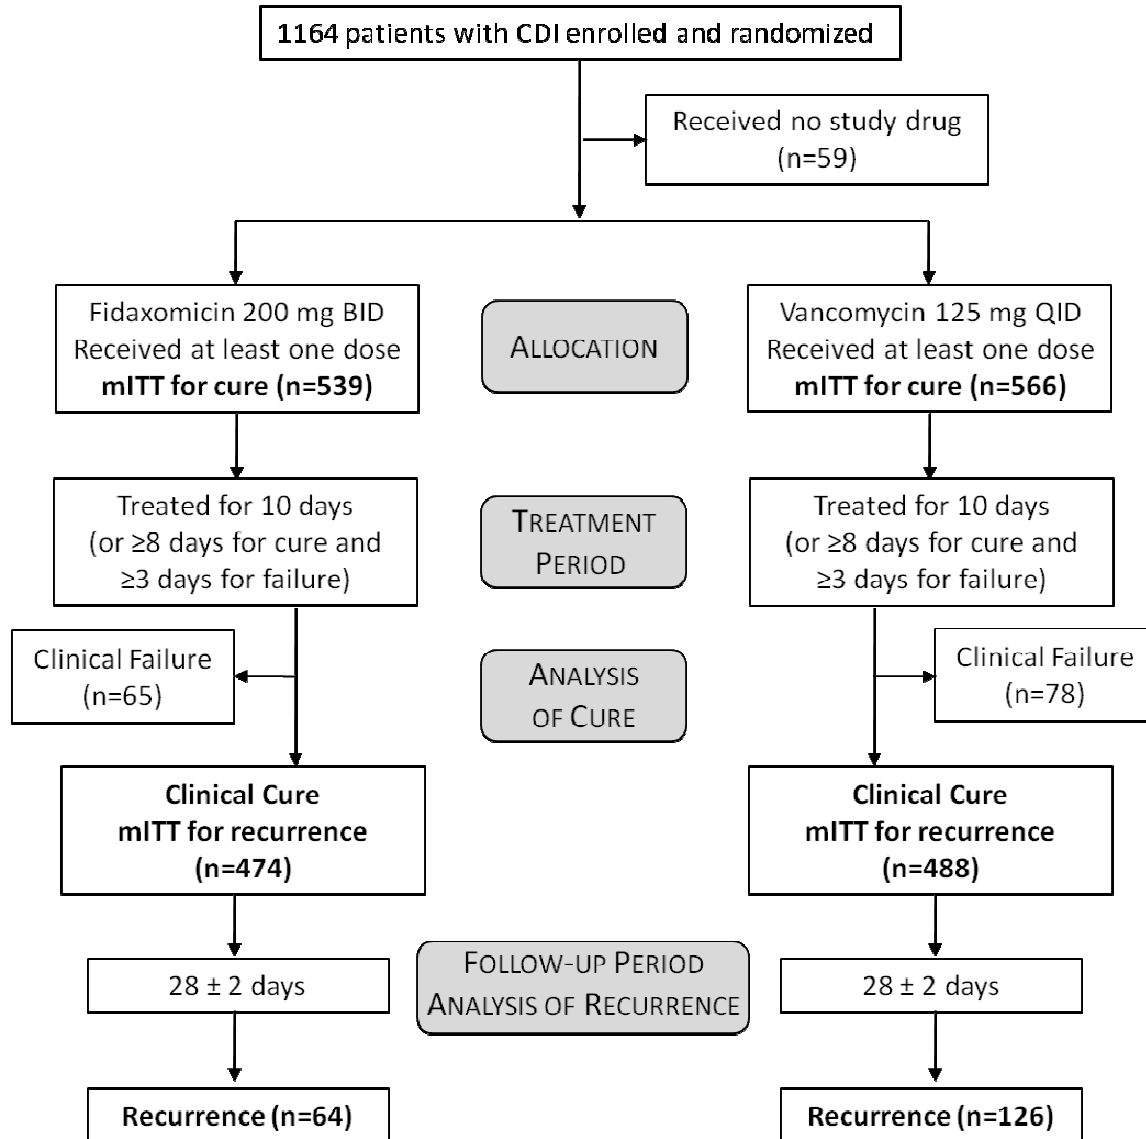 1164 patients with CDI enrolled and randomized
Received no study drug
(n=59)
Fidaxomicin 200 mg BID
Received at least one dose
mITT for cure (n=539)
ALLOCATION
Vancomycin 125 mg QID
Received at least one dose
mITT for cure (n=566)
Treated for 10 days
(or ≥8 days for cure and
≥3 days for failure)
TREATMENT
PERIOD
Treated for 10 days
(or ≥8 days for cure and
≥3 days for failure)
Clinical Failure
(n=65)
ANALYSIS
OF CURE
Clinical Failure
(n=78)
Clinical Cure
mITT for recurrence
(n=474)
Clinical Cure
mITT for recurrence
(n=488)
28 ± 2 days
FOLLOW-UP PERIOD
ANALYSIS OF RECURRENCE
28 ± 2 days
Recurrence (n=64)
Recurrence (n=126)